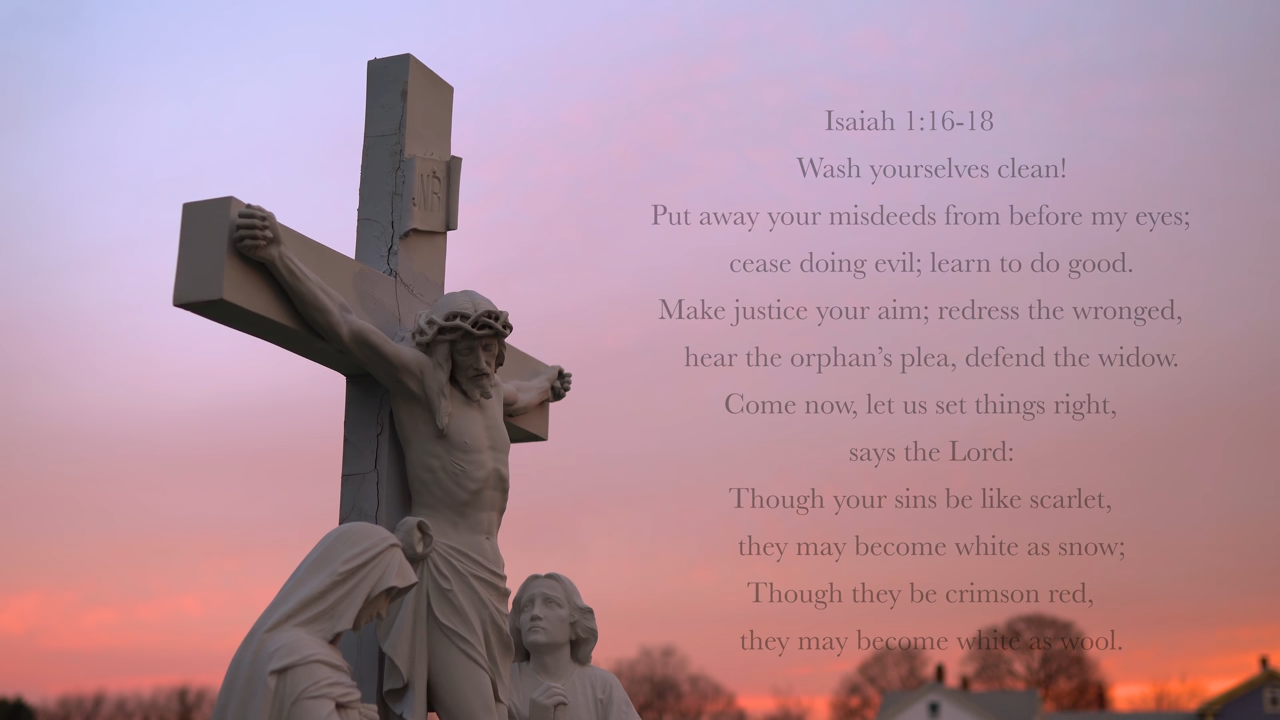 Isaiah 1:16-18
Wash yourselves clean!
Put away your misdeeds from before my eyes;
cease doing evil; learn to do good.
Make justice your aim; redress the wronged,
hear the orphan’s plea, defend the widow.
Come now, let us set things right,
says the Lord:
Though your sins be like scarlet,
they may become white as snow;
Though they be crimson red,
they may become white as wool.